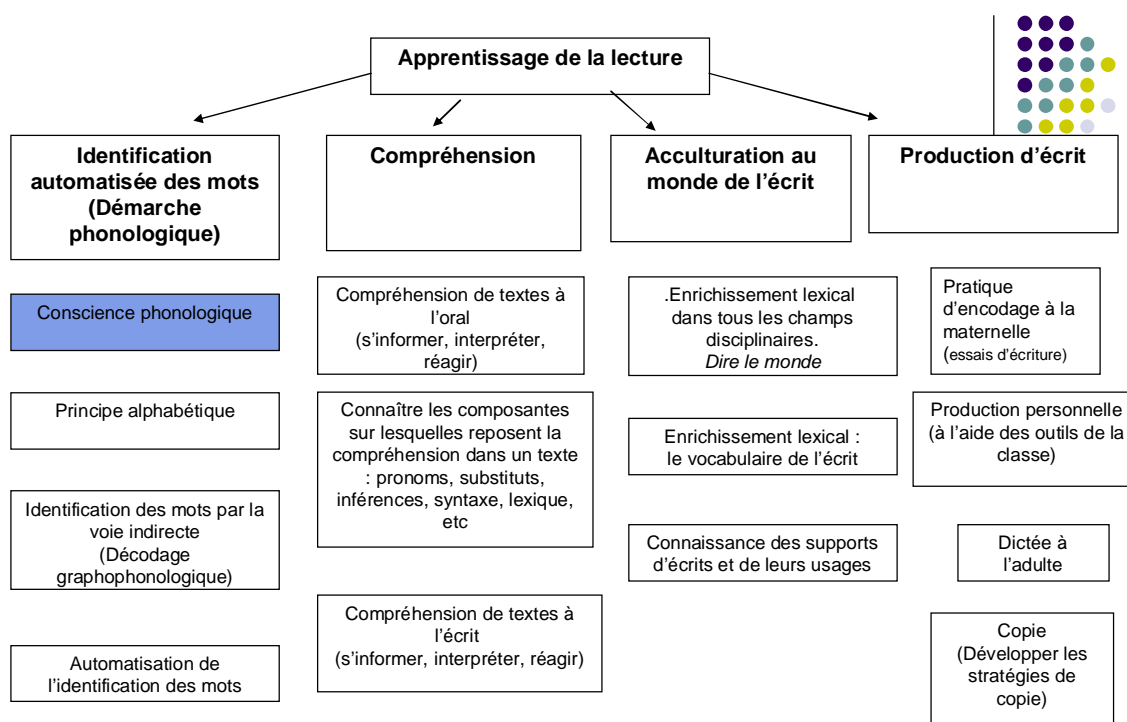 Apprentissage de la lecture
Identification
automatisée des mots
(Démarche
phonologique)
Compréhension
Acculturation au
monde de l'écrit
Production d'écrit
Conscience phonologique
Principe alphabétique
Identification des mots par la
voie indirecte
(Décodage
graphophonologique)
Automatisation de
l'identification des mots
Compréhension de textes à
l'oral
(s'informer, interpréter,
réagir)
Connaître les composantes
sur lesquelles reposent la
compréhension dans un texte
: pronoms, substituts,
inférences, syntaxe, lexique,
etc
Compréhension de textes à
l'écrit
(s'informer, interpréter, réagir)
.Enrichissement lexical
dans tous les champs
disciplinaires.
Dire le monde
Enrichissement lexical :
le vocabulaire de l'écrit
Connaissance des supports
d'écrits et de leurs usages
Pratique
d'encodage à la
maternelle
(essais d'écriture)
Production personnelle
(à l'aide des outils de la
classe)
Dictée à
l'adulte
Copie
(Développer les
stratégies de
copie)